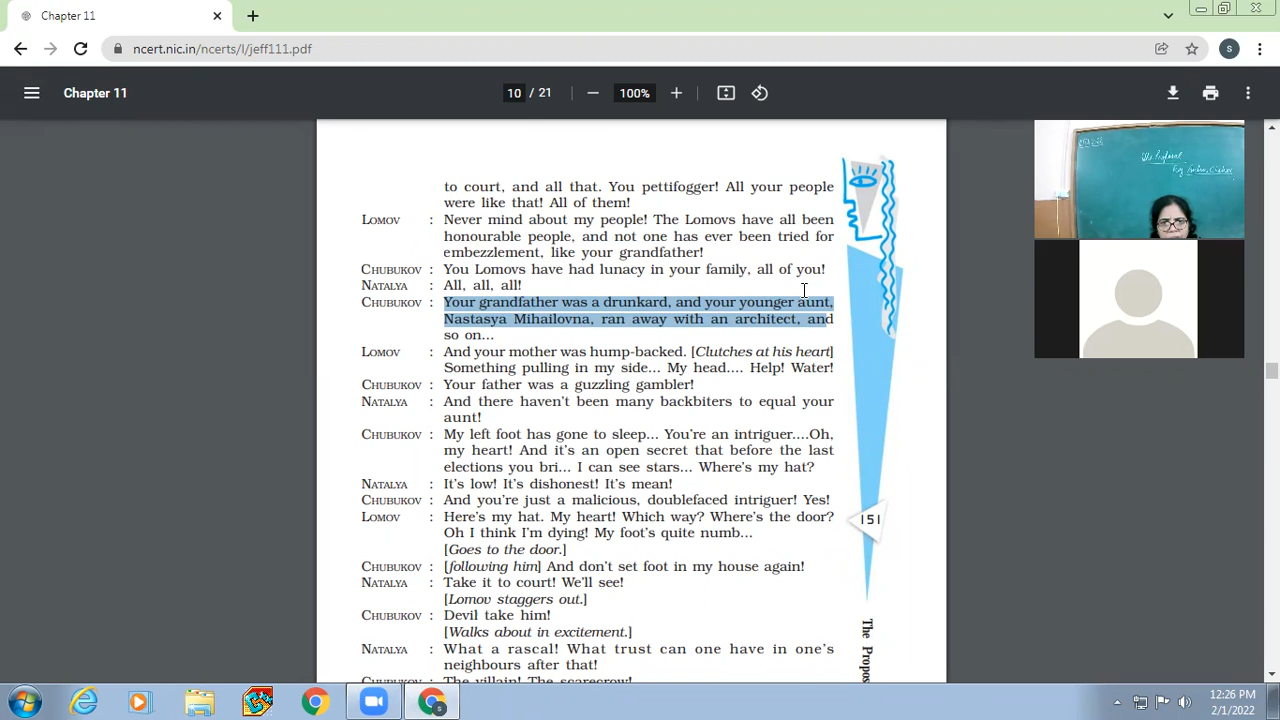 Chapter 11
ncert.nic.in/ncerts/l/jeff111.pdf
S
Chapter 11
10 / 21
100%
to court, and all that. You pettifogger! All your people
were like that! All of them!
LOMOV : Never mind about my people! The Lomovs have all been
honourable people, and not one has ever been tried for
embezzlement, like your grandfather!
CHUBUKOV : You Lomovs have had lunacy in your family, all of you!
NATALYA : All, all, all!
CHUBUKOV : Your grandfather was a drunkard, and your younger aunt,
Nastasya Mihailovna, ran away with an architect, and
so on...
LOMOV : And your mother was hump-backed. [Clutches at his heart]
Something pulling in my side... My head.... Help! Water!
CHUBUKOV : Your father was a guzzling gambler!
NATALYA : And there haven't been many backbiters to equal your
aunt!
CHUBUKOV : My left foot has gone to sleep... You're an intriguer....Oh,
my heart! And it's an open secret that before the last
elections you bri... I can see stars... Where's my hat?
NATALYA : It's low! It's dishonest! It's mean!
CHUBUKOV : And you're just a malicious, doublefaced intriguer! Yes!
LOMOV : Here's my hat. My heart! Which way? Where's the door?
Oh I think I'm dying! My foot's quite numb...
[Goes to the door.]
CHUBUKOV : [following him] And don't set foot in my house again!
NATALYA : Take it to court! We'll see!
[Lomov staggers out.]
CHUBUKOV : Devil take him!
[Walks about in excitement.]
NATALYA : What a rascal! What trust can one have in one's
neighbours after that!
CHUBUKOV : The villain! The scarecrow!
151
The Propos
12:26 PM
2/1/2022